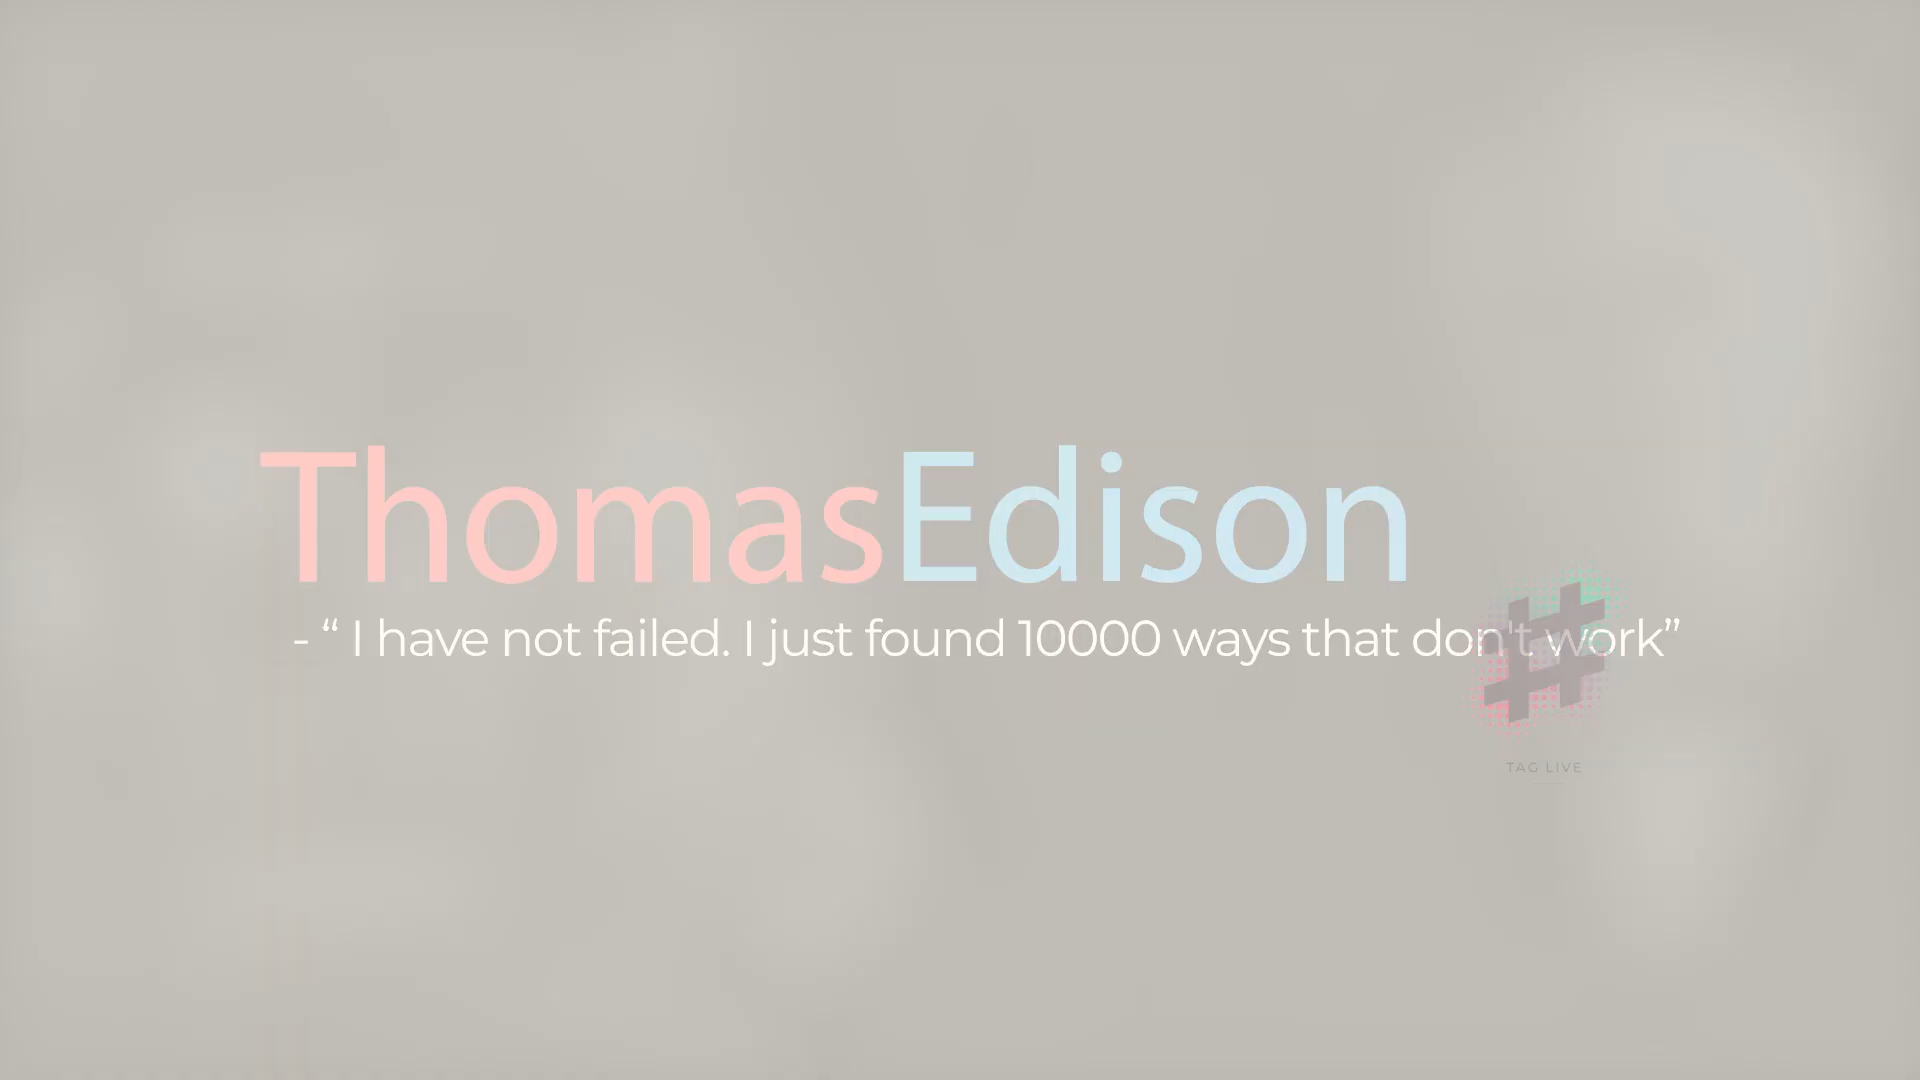 ThomasEdison
- “ I have not failed. I just found 10000 ways that don't work”
#
TAG LIVE